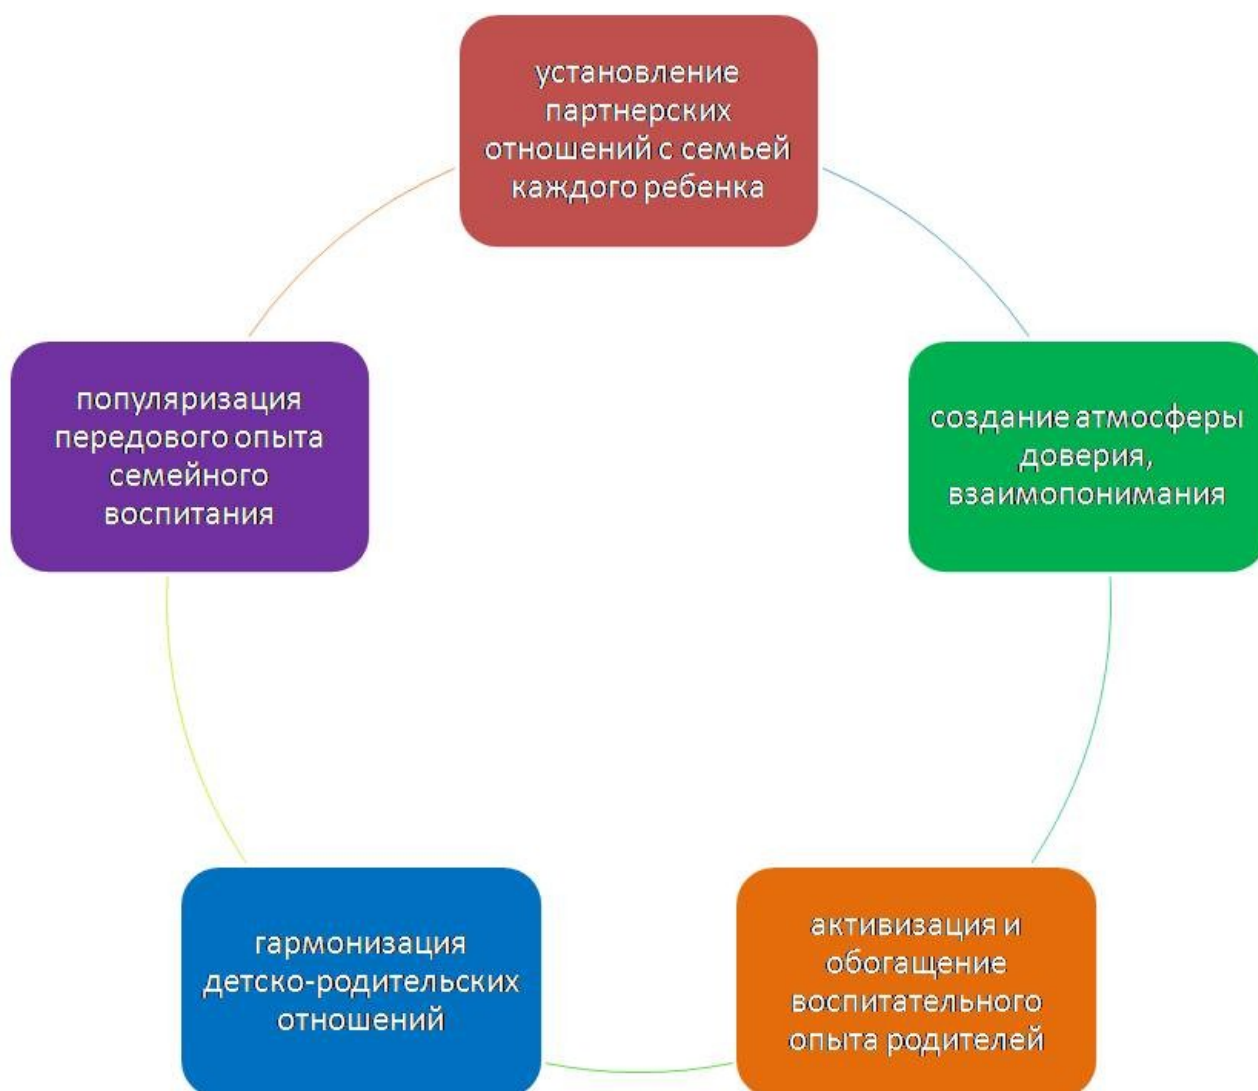 установление
партнерских
отношений с семьей
каждого ребенка
создание атмосферы
доверия,
взаимопонимания
активизация и
обогащение
воспитательного
опыта родителей
гармонизация
детско-родительских
отношений
популяризация
передового опыта
семейного
воспитания